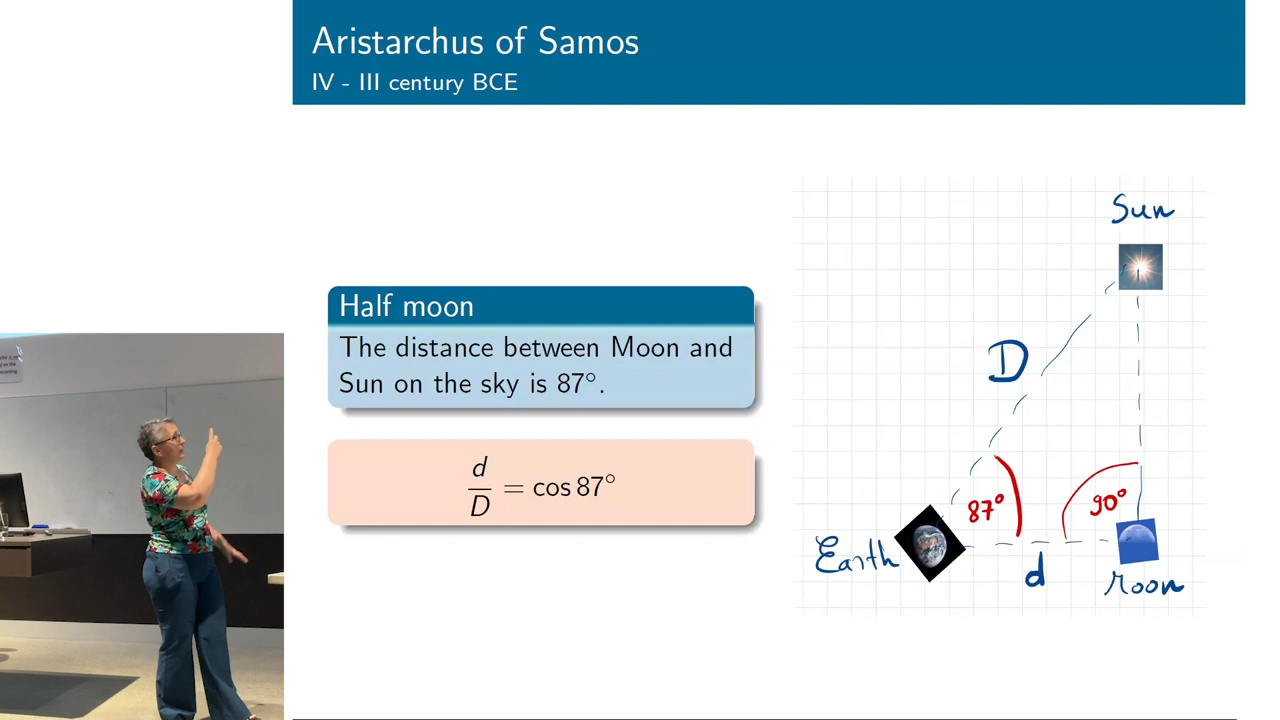 Aristarchus of Samos
IV - III century BCE
Half moon
The distance between Moon and
Sun on the sky is 87°.
d
D = cos 87°
Sun
D
87°
90°
Earth
d
Moon